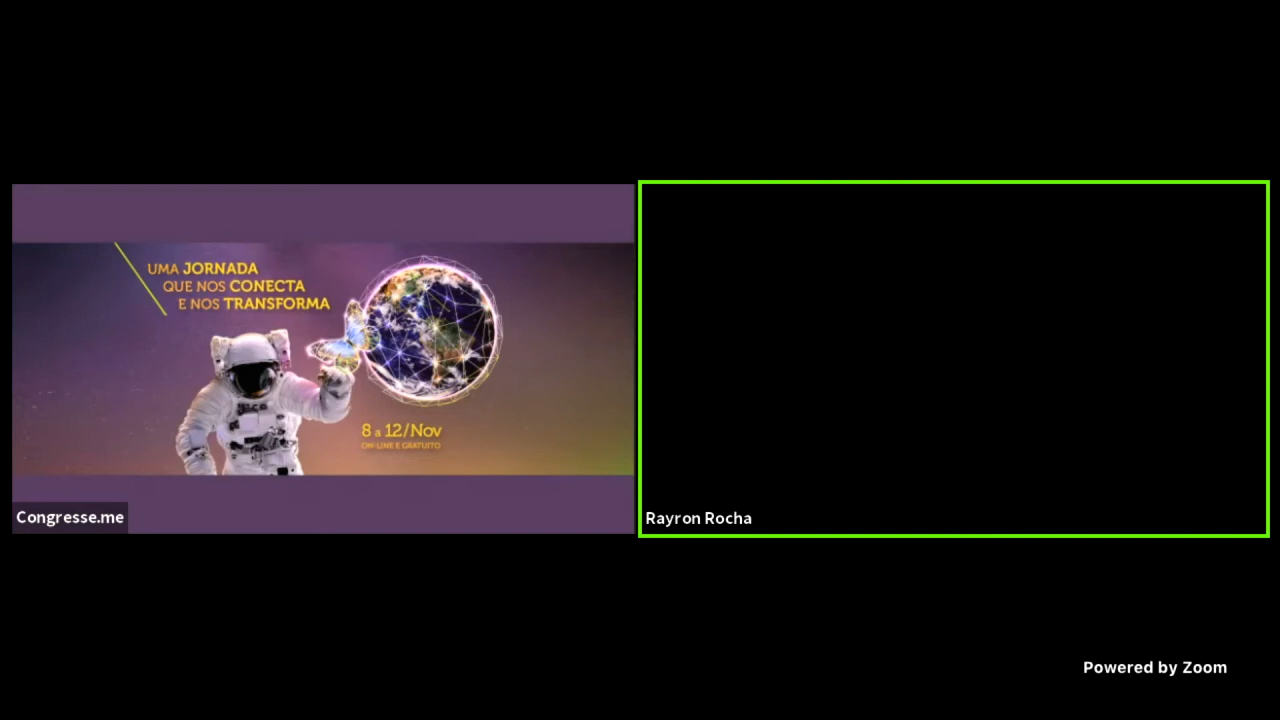 UMA JORNADA
QUE NOS CONECTA
E NOS TRANSFORMA
8 a 12/Nov
ON-LINE E GRATUITO
Congresse.me
Rayron Rocha
Powered by Zoom